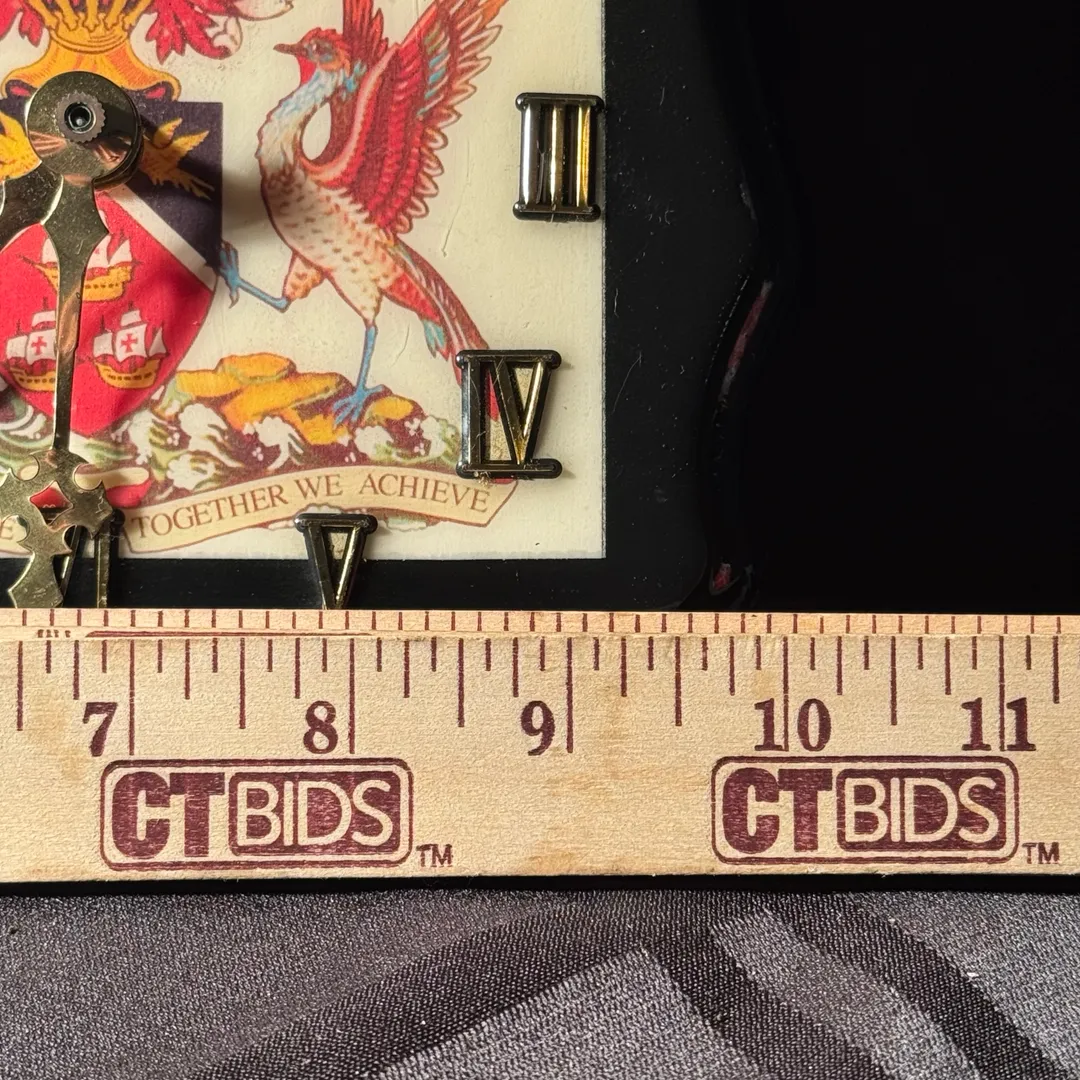 III
IV
TOGETHER WE ACHIEVE
V
7 8 9 10 11
CTBIDS™ CTBIDS™